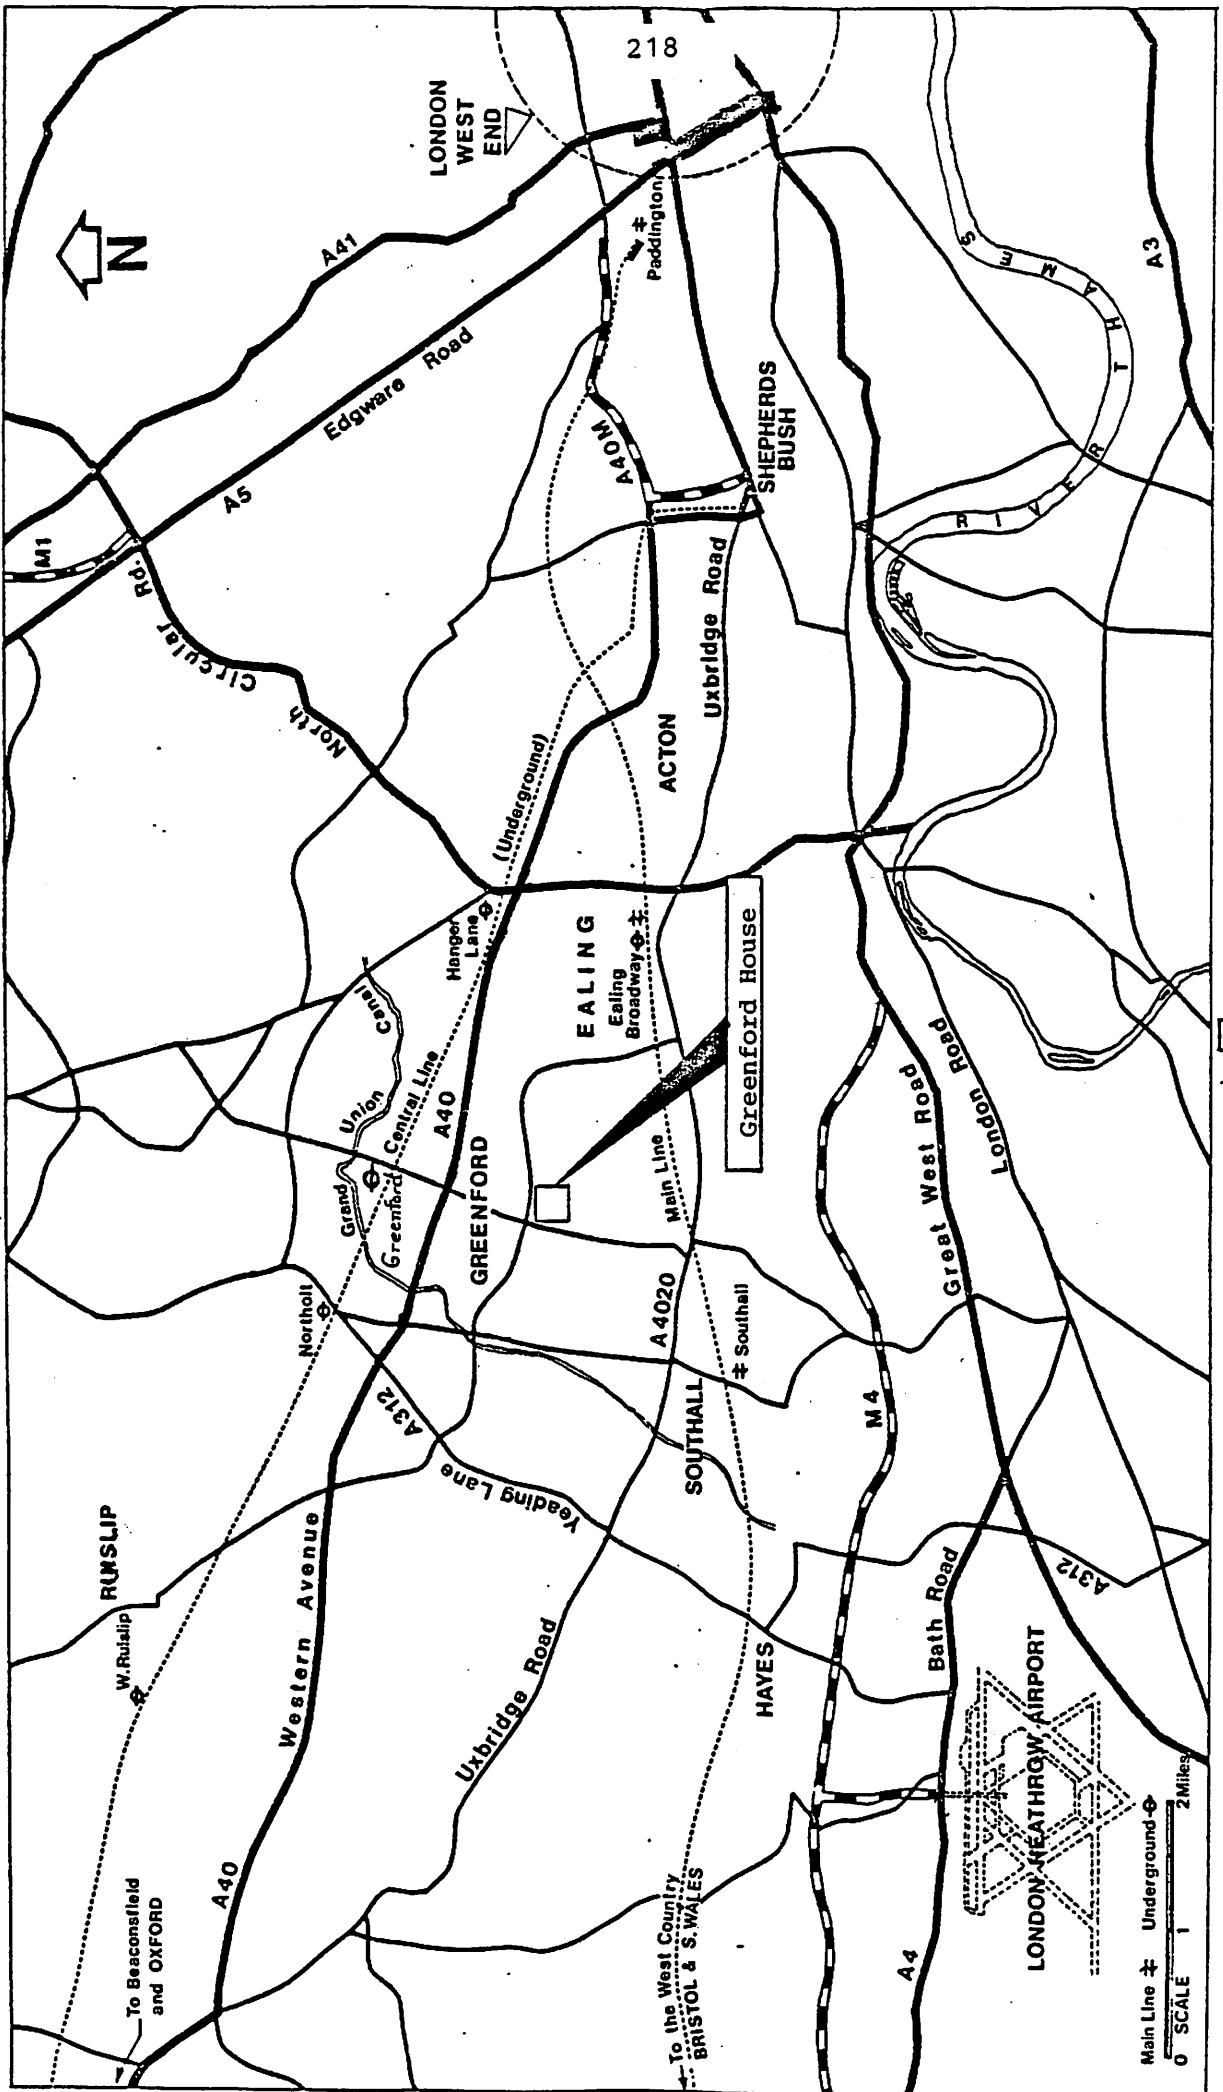 218
LONDON
WEST
END
N
A41
Edgware Road
A5
M1
North Circular Rd.
Paddington
A40M
SHEPHERDS
BUSH
Uxbridge Road
RIVER THAMES
A3
ACTON
(Underground)
Hanger
Lane
EALING
Ealing
Broadway
Greenford House
Grand Union Canal
Central Line
Greenford
A40
GREENFORD
Main Line
Great West Road
London Road
Northolt
A312
A4020
Southall
SOUTHALL
M4
Yeading Lane
RUISLIP
W.Ruislip
Western Avenue
Uxbridge Road
HAYES
Bath Road
A312
LONDON HEATHROW AIRPORT
A40
To Beaconsfield
and OXFORD
To the West Country
BRISTOL & S.WALES
A4
Main Line Underground
0 SCALE 1 2Miles